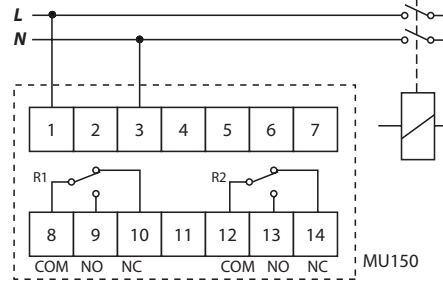 L
N
1 2 3 4 5 6 7
R1 R2
8 9 10 11 12 13 14
COM NO NC COM NO NC MU150